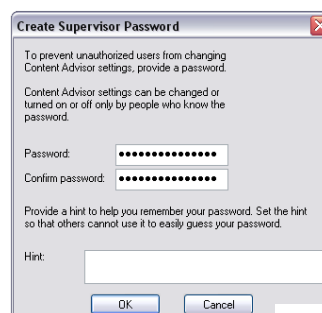 Create Supervisor Password
To prevent unauthorized users from changing
Content Advisor settings, provide a password.
Content Advisor settings can be changed or
turned on or off only by people who know the
password.
Password: •••••••••••••••
Confirm password: •••••••••••••••
Provide a hint to help you remember your password. Set the hint
so that others cannot use it to easily guess your password.
Hint:
OK Cancel